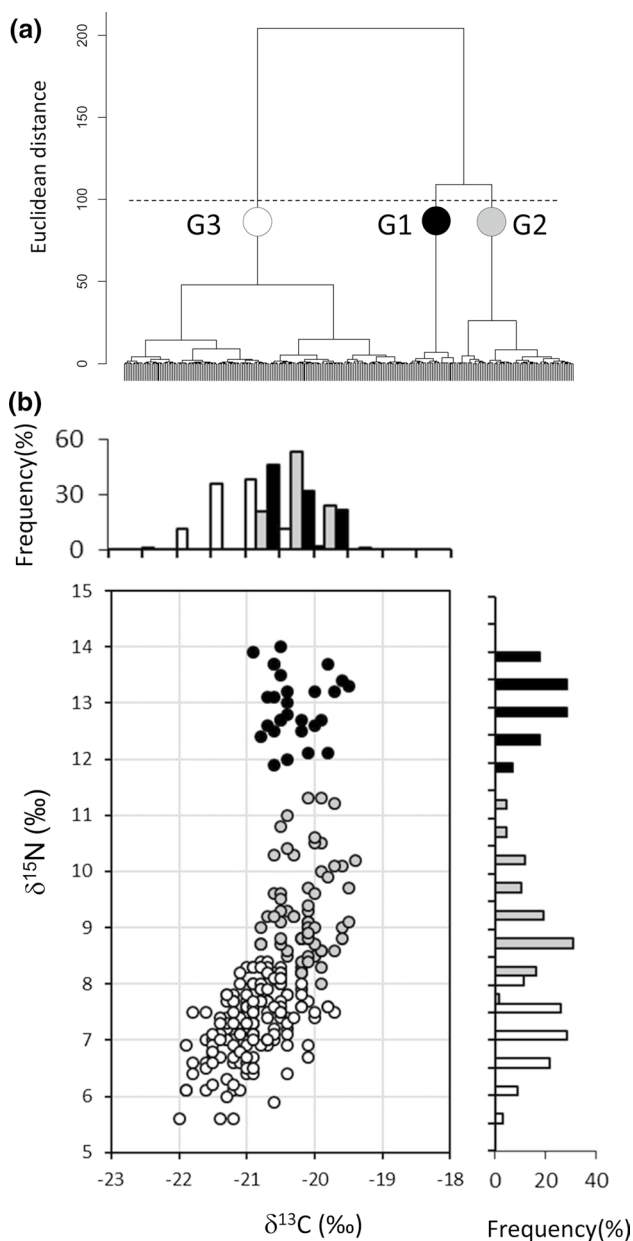 (a)
Euclidean distance
200
150
100
50
0
G3
G1
G2
(b)
Frequency(%)
60
30
0
δ15N (‰)
15
14
13
12
11
10
9
8
7
6
5
-23 -22 -21 -20 -19 -18
δ13C (‰)
0 20 40
Frequency(%)